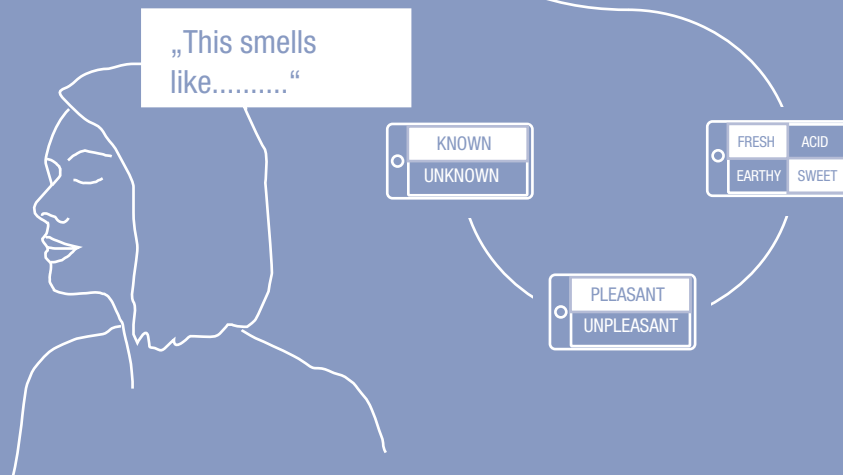 „This smells
like..........“
KNOWN
UNKNOWN
FRESH ACID
EARTHY SWEET
PLEASANT
UNPLEASANT